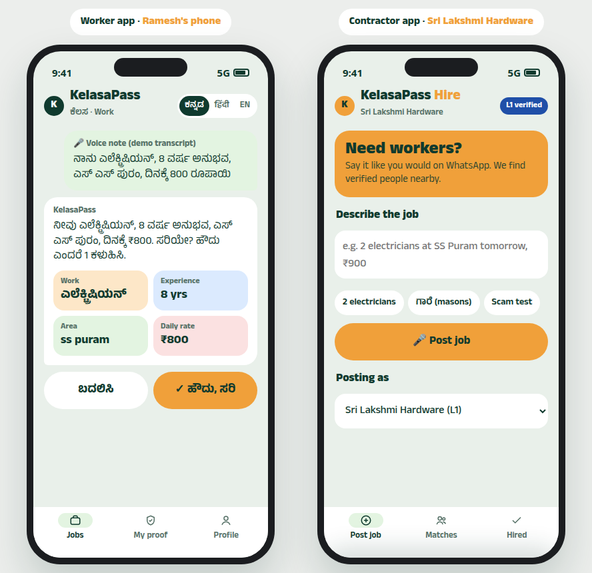 Worker app · Ramesh's phone
9:41
5G
K
KelasaPass
ಕೆಲಸ · Work
ಕನ್ನಡ
हिंदी
EN
🎤 Voice note (demo transcript)
ನಾನು ಎಲೆಕ್ಟ್ರಿಷಿಯನ್, 8 ವರ್ಷ ಅನುಭವ,
ಎಸ್ ಎಸ್ ಪುರಂ, ದಿನಕ್ಕೆ 800 ರೂಪಾಯಿ
KelasaPass
ನೀವು ಎಲೆಕ್ಟ್ರಿಷಿಯನ್, 8 ವರ್ಷ ಅನುಭವ, ಎಸ್
ಎಸ್ ಪುರಂ, ದಿನಕ್ಕೆ ₹800. ಸರಿಯೇ? ಹೌದು
ಎಂದರೆ 1 ಕಳುಹಿಸಿ.
Work
ಎಲೆಕ್ಟ್ರಿಷಿಯನ್
Experience
8 yrs
Area
ss puram
Daily rate
₹800
ಬದಲಿಸಿ
✓ ಹೌದು, ಸರಿ
Jobs
My proof
Profile
Contractor app · Sri Lakshmi Hardware
9:41
5G
K
KelasaPass Hire
Sri Lakshmi Hardware
L1 verified
Need workers?
Say it like you would on WhatsApp. We find
verified people nearby.
Describe the job
e.g. 2 electricians at SS Puram tomorrow,
₹900
2 electricians
ಗಾರೆ (masons)
Scam test
🎤 Post job
Posting as
Sri Lakshmi Hardware (L1)
Post job
Matches
Hired